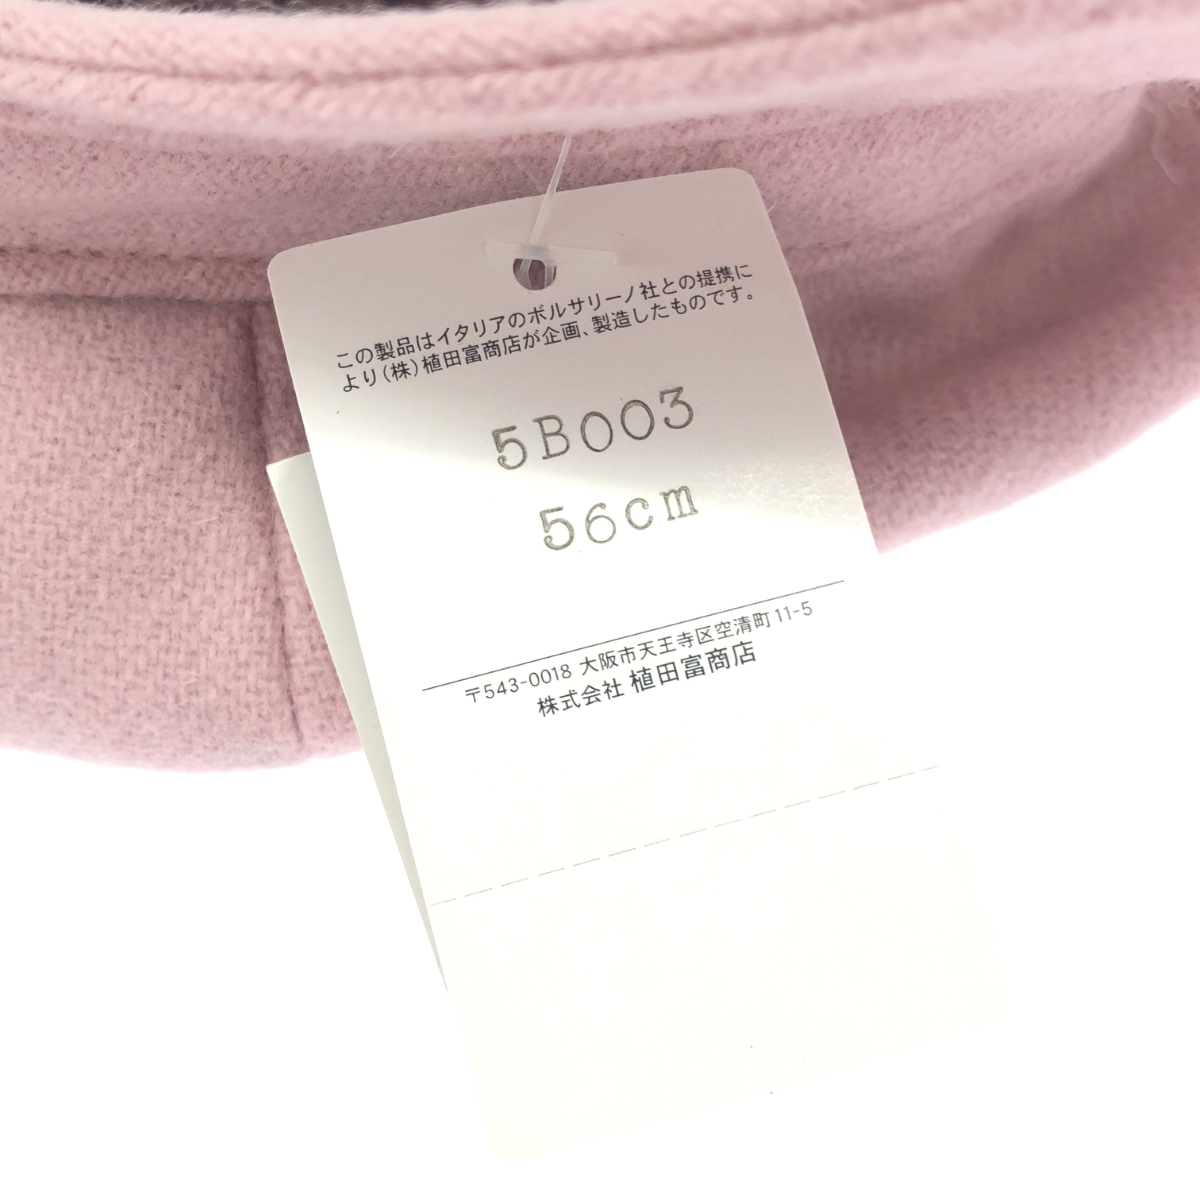 この製品はイタリアのボルサリーノ社との提携に
より(株)植田富商店が企画、製造したものです。
5B003
56cm
〒543-0018 大阪市天王寺区空清町11-5
株式会社 植田富商店